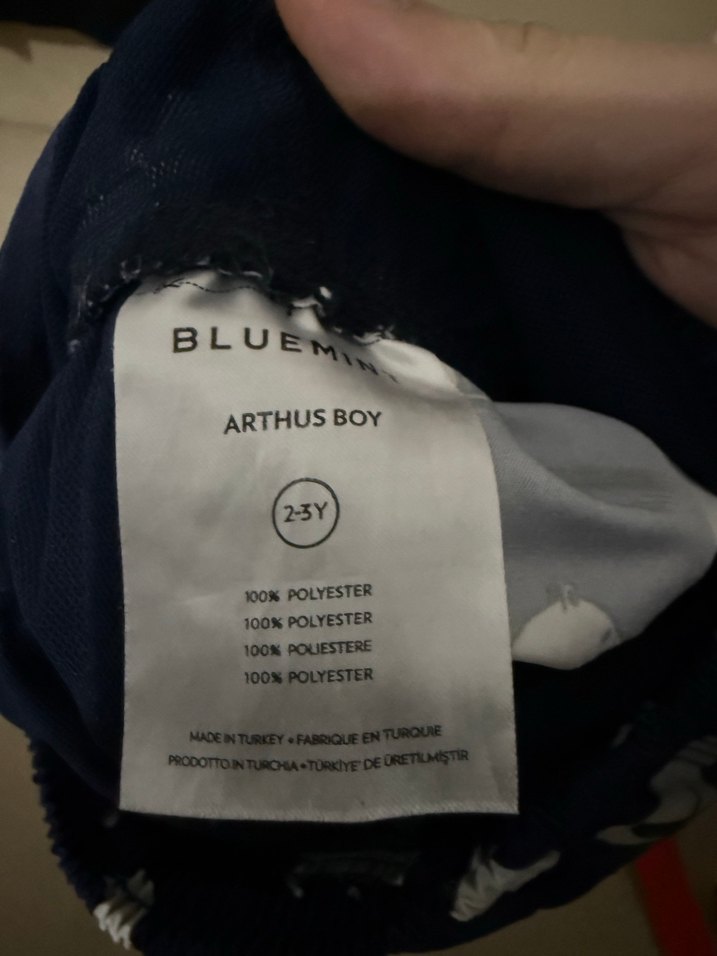 BLUEMINT
ARTHUS BOY
2-3Y
100% POLYESTER
100% POLYESTER
100% POLIESTERE
100% POLYESTER
MADE IN TURKEY • FABRIQUE EN TURQUIE
PRODOTTO IN TURCHIA • TÜRKİYE' DE ÜRETİLMİŞTİR